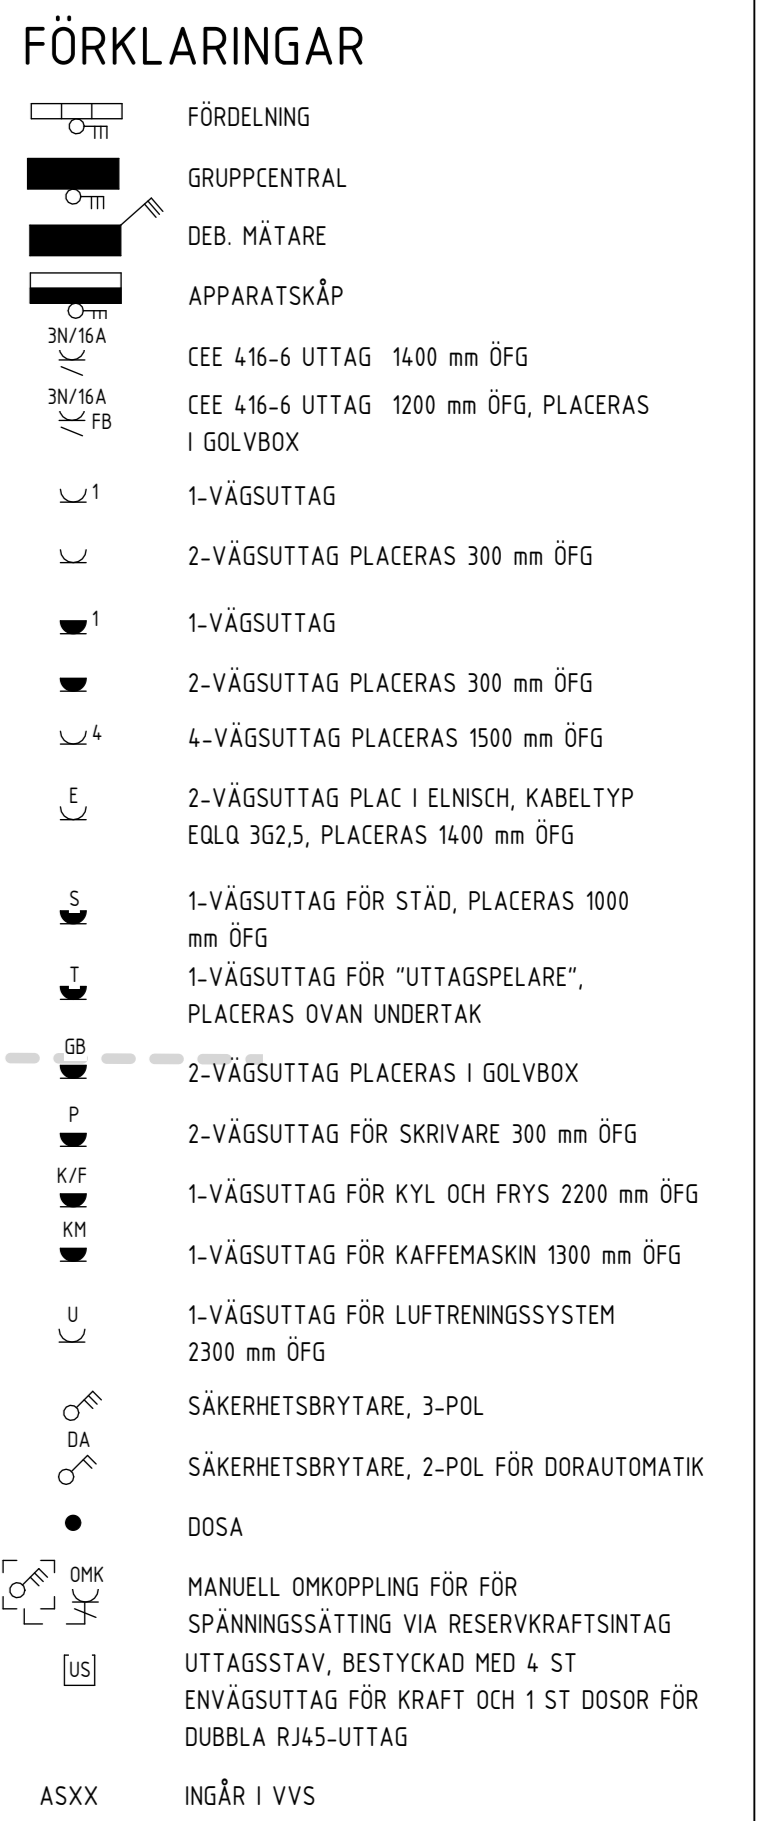 FÖRKLARINGAR
FÖRDELNING
GRUPPCENTRAL
DEB. MÄTARE
APPARATSKÅP
3N/16A
CEE 416-6 UTTAG 1400 mm ÖFG
3N/16A
FB
CEE 416-6 UTTAG 1200 mm ÖFG, PLACERAS
I GOLVBOX
1
1-VÄGSUTTAG
2-VÄGSUTTAG PLACERAS 300 mm ÖFG
1
1-VÄGSUTTAG
2-VÄGSUTTAG PLACERAS 300 mm ÖFG
4
4-VÄGSUTTAG PLACERAS 1500 mm ÖFG
E
2-VÄGSUTTAG PLAC I ELNISCH, KABELTYP
EQLQ 3G2,5, PLACERAS 1400 mm ÖFG
S
1-VÄGSUTTAG FÖR STÄD, PLACERAS 1000
mm ÖFG
T
1-VÄGSUTTAG FÖR "UTTAGSPELARE",
PLACERAS OVAN UNDERTAK
GB
2-VÄGSUTTAG PLACERAS I GOLVBOX
P
2-VÄGSUTTAG FÖR SKRIVARE 300 mm ÖFG
K/F
1-VÄGSUTTAG FÖR KYL OCH FRYS 2200 mm ÖFG
KM
1-VÄGSUTTAG FÖR KAFFEMASKIN 1300 mm ÖFG
U
1-VÄGSUTTAG FÖR LUFTRENINGSSYSTEM
2300 mm ÖFG
SÄKERHETSBRYTARE, 3-POL
DA
SÄKERHETSBRYTARE, 2-POL FÖR DORAUTOMATIK
DOSA
OMK
MANUELL OMKOPPLING FÖR FÖR
SPÄNNINGSSÄTTING VIA RESERVKRAFTSINTAG
US
UTTAGSSTAV, BESTYCKAD MED 4 ST
ENVÄGSUTTAG FÖR KRAFT OCH 1 ST DOSOR FÖR
DUBBLA RJ45-UTTAG
ASXX
INGÅR I VVS